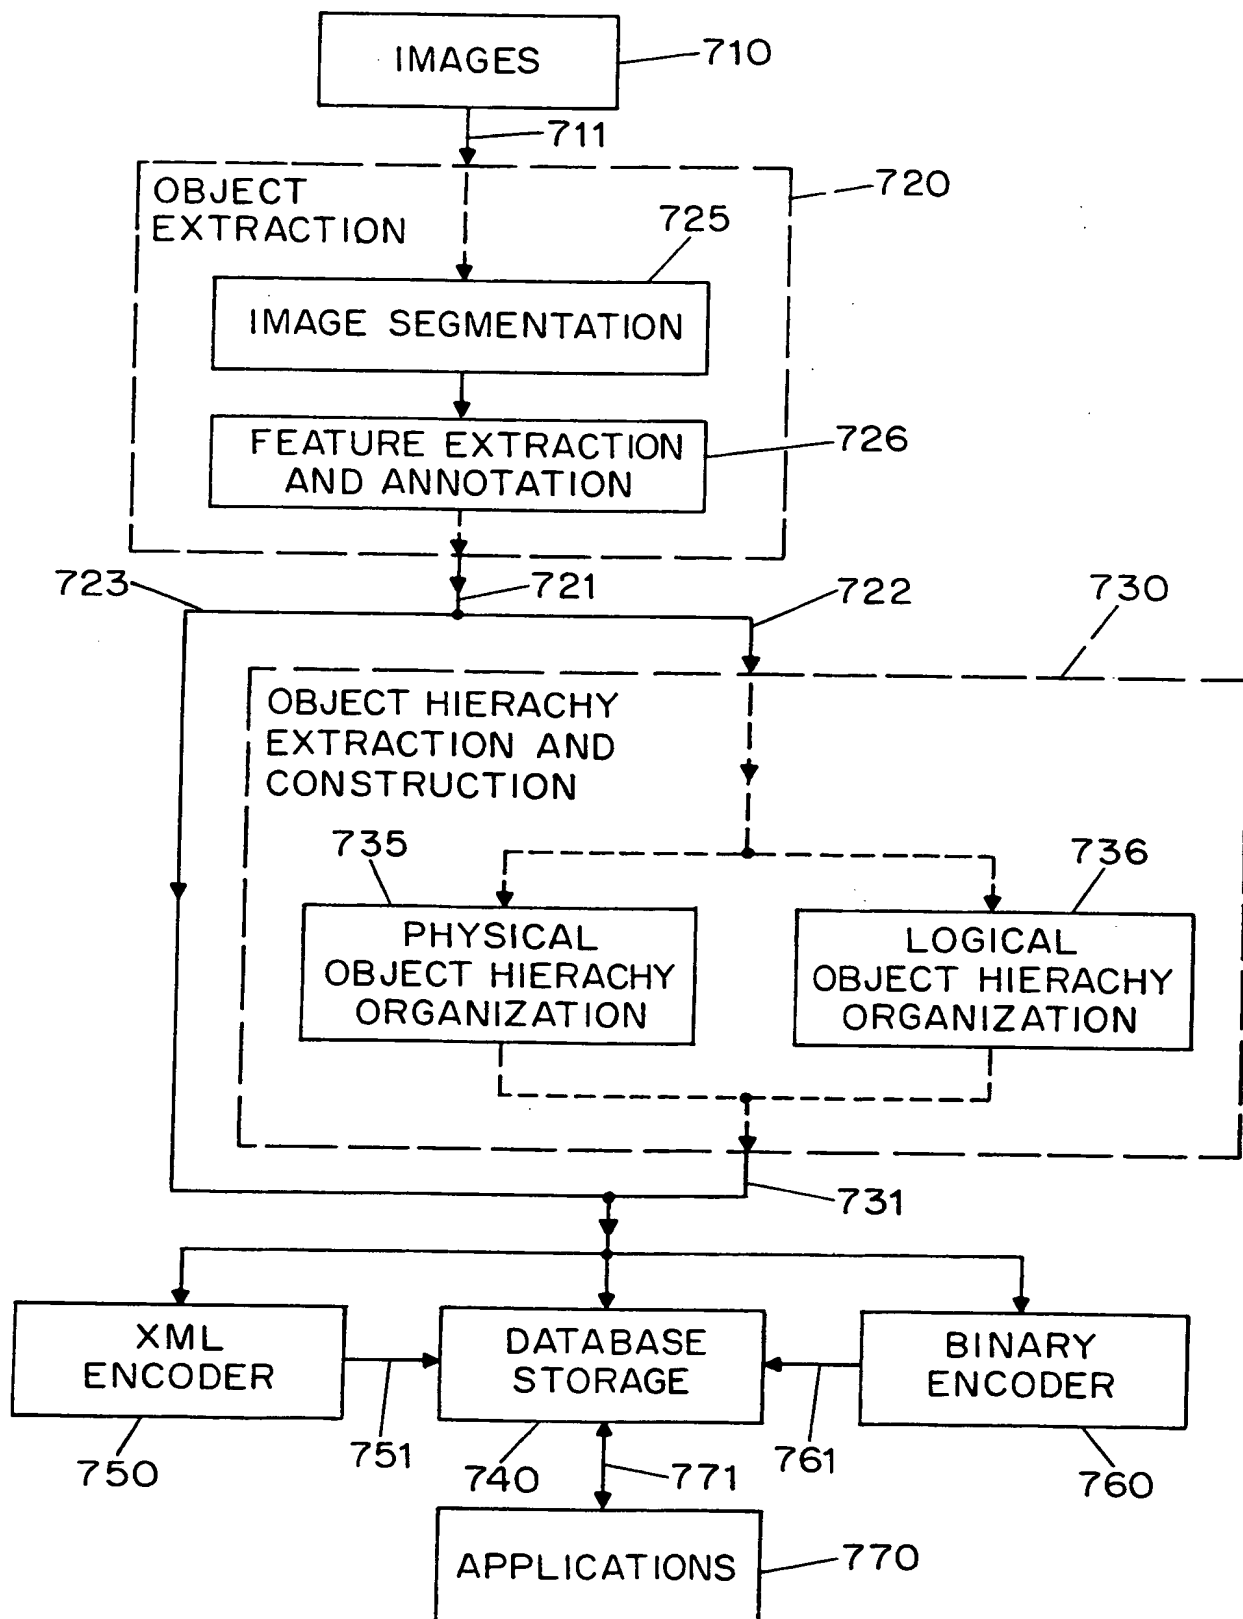 IMAGES
710
711
OBJECT
EXTRACTION
720
725
IMAGE SEGMENTATION
FEATURE EXTRACTION
AND ANNOTATION
726
723
721
722
730
OBJECT HIERACHY
EXTRACTION AND
CONSTRUCTION
735
736
PHYSICAL
OBJECT HIERACHY
ORGANIZATION
LOGICAL
OBJECT HIERACHY
ORGANIZATION
731
XML
ENCODER
DATABASE
STORAGE
BINARY
ENCODER
750
751
740
771
761
760
APPLICATIONS
770